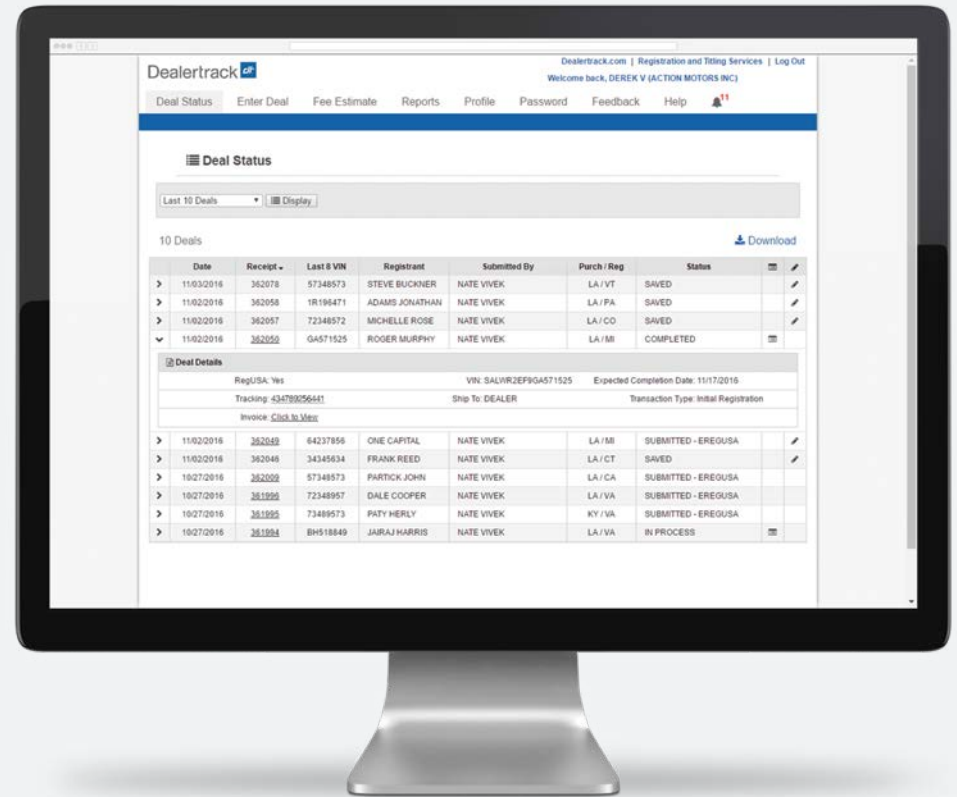 Dealertrack.com | Registration and Titling Services | Log Out
Dealertrack dt
Welcome back, DEREK V (ACTION MOTORS INC)
Deal Status Enter Deal Fee Estimate Reports Profile Password Feedback Help 11
Deal Status
Last 10 Deals Display
10 Deals Download
Date Receipt Last 8 VIN Registrant Submitted By Purch / Reg Status
11/03/2016 362078 57348573 STEVE BUCKNER NATE VIVEK LA / VT SAVED
11/02/2016 362058 1R196471 ADAMS JONATHAN NATE VIVEK LA / PA SAVED
11/02/2016 362057 72348572 MICHELLE ROSE NATE VIVEK LA / CO SAVED
11/02/2016 362050 GA571525 ROGER MURPHY NATE VIVEK LA / MI COMPLETED
Deal Details
RegUSA: Yes VIN: SALWR2EF9GA571525 Expected Completion Date: 11/17/2016
Tracking: 434789256441 Ship To: DEALER Transaction Type: Initial Registration
Invoice: Click to View
11/02/2016 362049 64237856 ONE CAPITAL NATE VIVEK LA / MI SUBMITTED - EREGUSA
11/02/2016 362046 34345634 FRANK REED NATE VIVEK LA / CT SAVED
10/27/2016 362009 57348573 PARTICK JOHN NATE VIVEK LA / CA SUBMITTED - EREGUSA
10/27/2016 361996 72348957 DALE COOPER NATE VIVEK LA / VA SUBMITTED - EREGUSA
10/27/2016 361995 73489573 PATY HERLY NATE VIVEK KY / VA SUBMITTED - EREGUSA
10/27/2016 361994 BH518849 JAIRAJ HARRIS NATE VIVEK LA / VA IN PROCESS